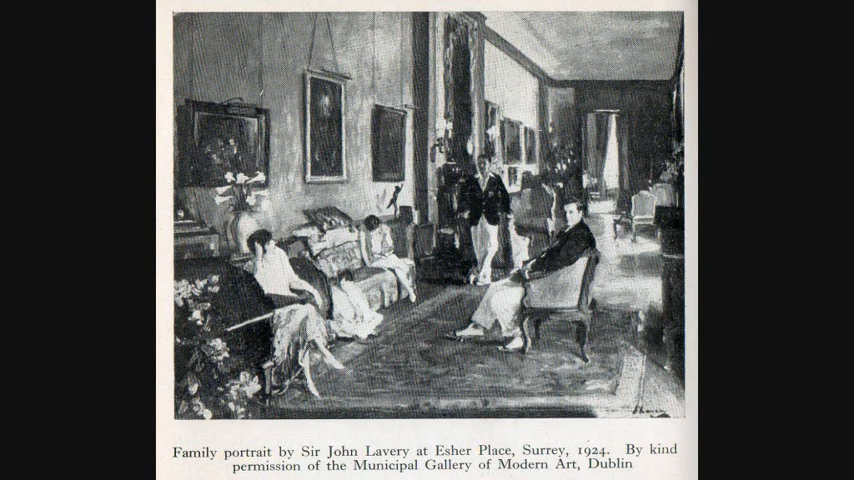 Family portrait by Sir John Lavery at Esher Place, Surrey, 1924. By kind
permission of the Municipal Gallery of Modern Art, Dublin